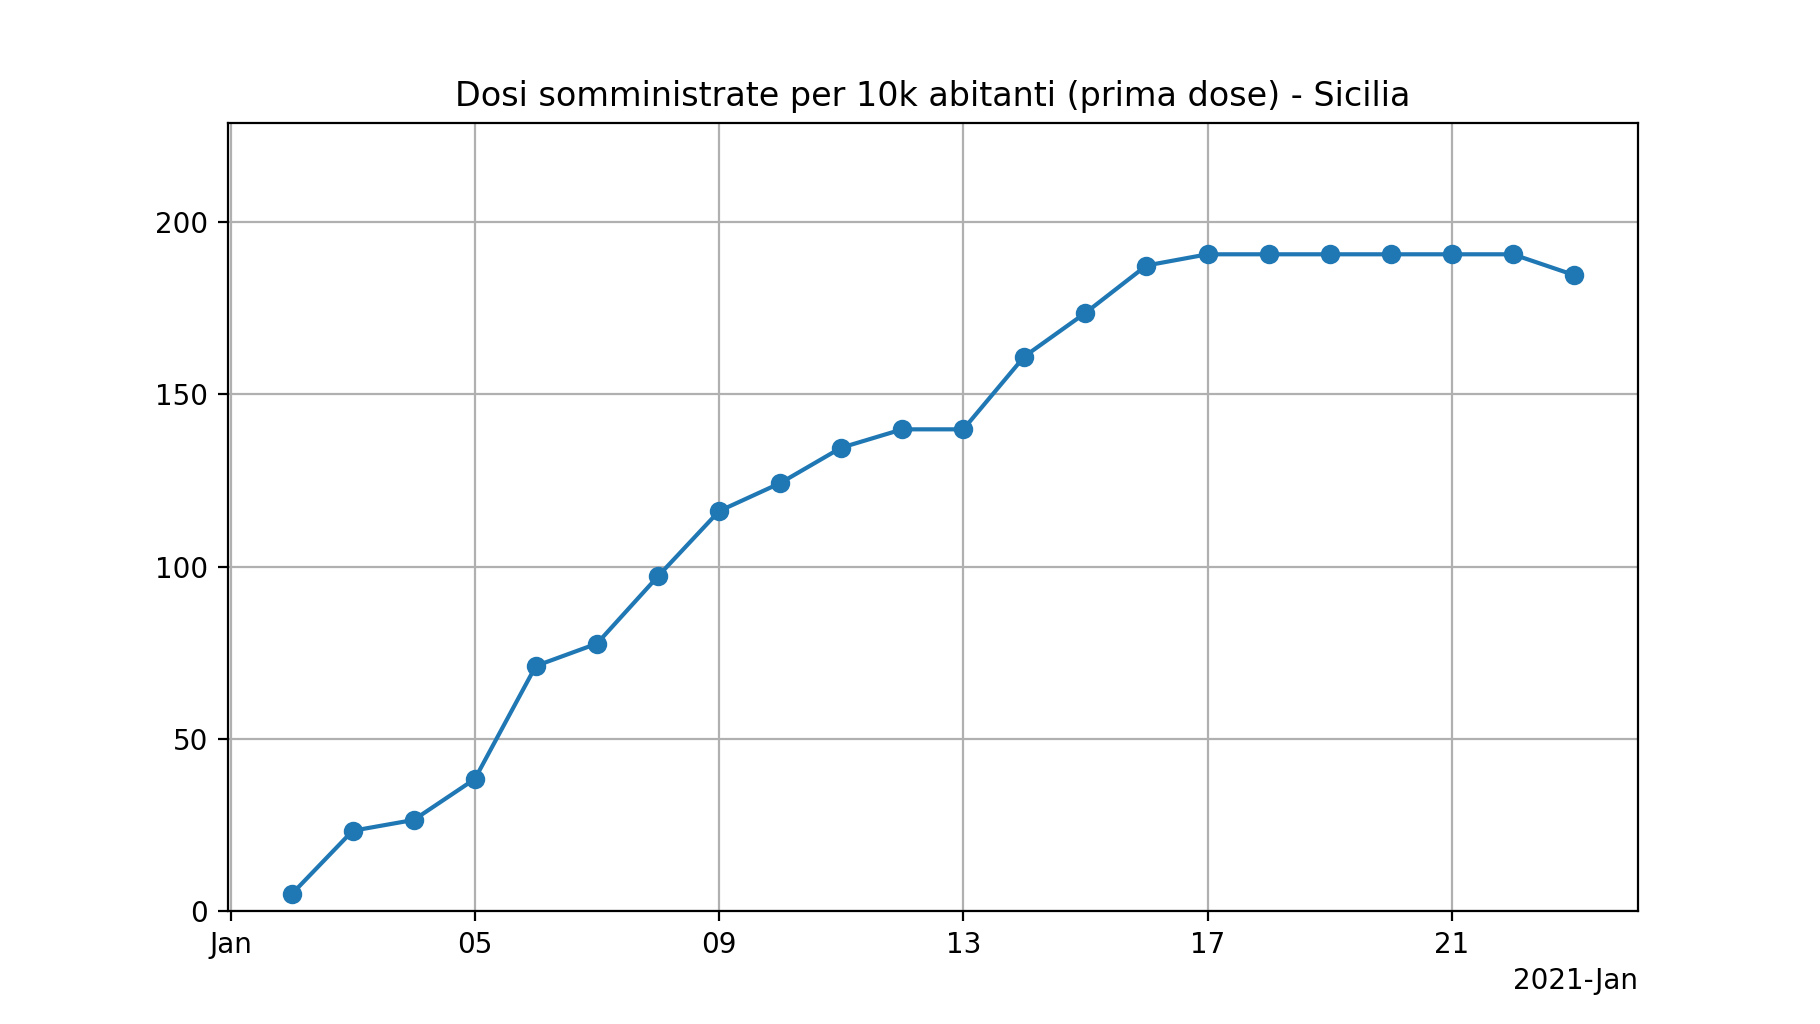 Dosi somministrate per 10k abitanti (prima dose) - Sicilia
200
150
100
50
0
Jan 05 09 13 17 21
2021-Jan